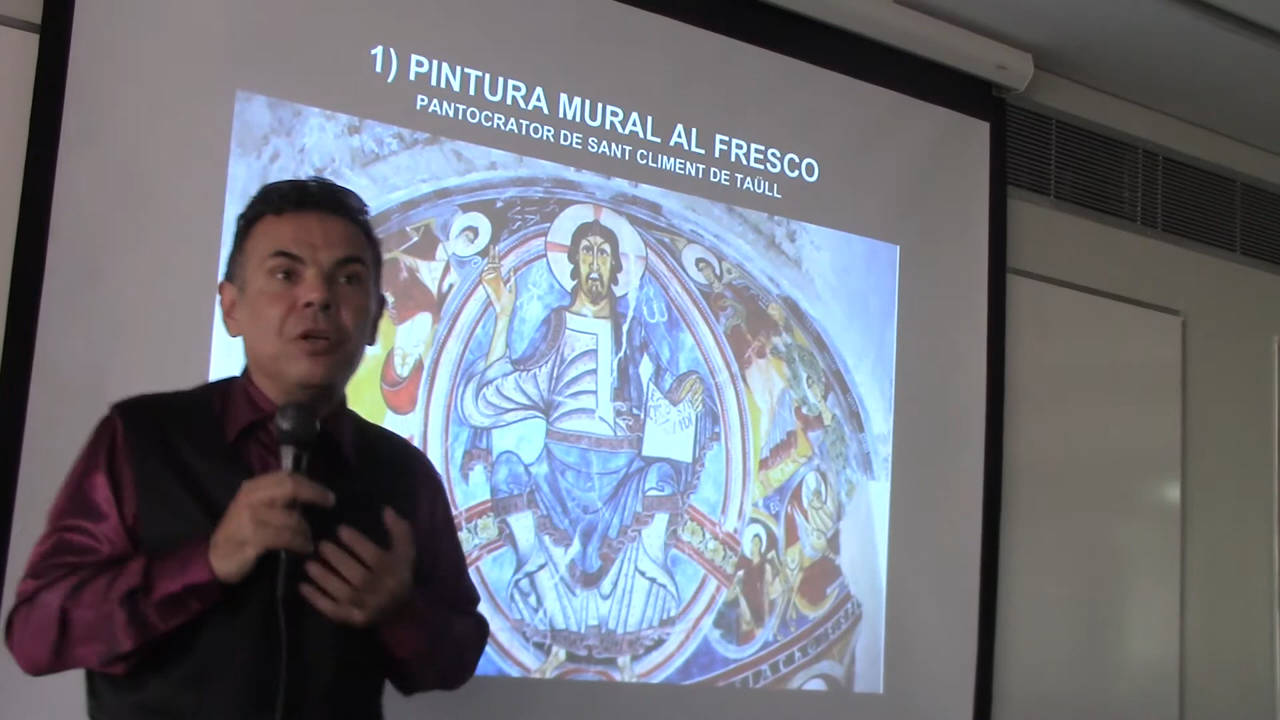 1) PINTURA MURAL AL FRESCO
PANTOCRATOR DE SANT CLIMENT DE TAÜLL